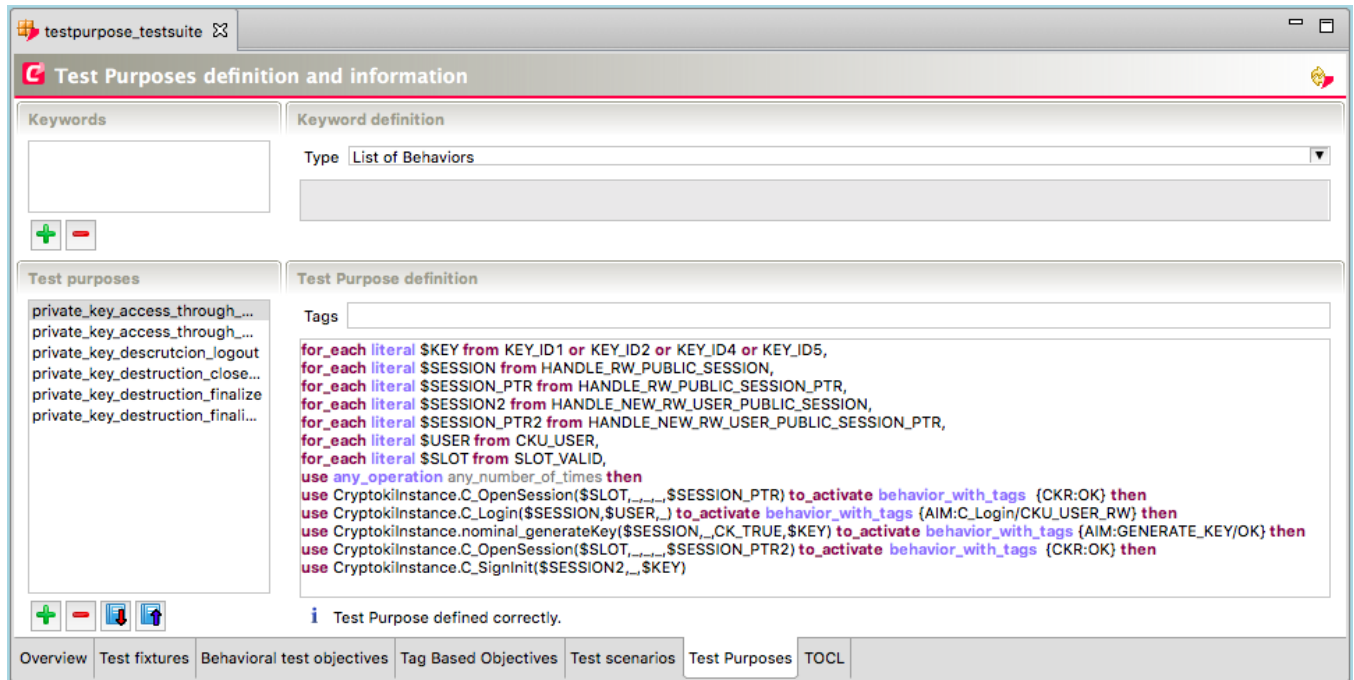 testpurpose_testsuite
Test Purposes definition and information
Keywords
Keyword definition
Type List of Behaviors
Test purposes
private_key_access_through_...
private_key_access_through_...
private_key_descrutcion_logout
private_key_destruction_close...
private_key_destruction_finalize
private_key_destruction_finali...
Test Purpose definition
Tags
for_each literal $KEY from KEY_ID1 or KEY_ID2 or KEY_ID4 or KEY_ID5,
for_each literal $SESSION from HANDLE_RW_PUBLIC_SESSION,
for_each literal $SESSION_PTR from HANDLE_RW_PUBLIC_SESSION_PTR,
for_each literal $SESSION2 from HANDLE_NEW_RW_USER_PUBLIC_SESSION,
for_each literal $SESSION_PTR2 from HANDLE_NEW_RW_USER_PUBLIC_SESSION_PTR,
for_each literal $USER from CKU_USER,
for_each literal $SLOT from SLOT_VALID,
use any_operation any_number_of_times then
use CryptokiInstance.C_OpenSession($SLOT,_,_,_,$SESSION_PTR) to_activate behavior_with_tags {CKR:OK} then
use CryptokiInstance.C_Login($SESSION,$USER,_) to_activate behavior_with_tags {AIM:C_Login/CKU_USER_RW} then
use CryptokiInstance.nominal_generateKey($SESSION,_,CK_TRUE,$KEY) to_activate behavior_with_tags {AIM:GENERATE_KEY/OK} then
use CryptokiInstance.C_OpenSession($SLOT,_,_,_,$SESSION_PTR2) to_activate behavior_with_tags {CKR:OK} then
use CryptokiInstance.C_SignInit($SESSION2,_,$KEY)
i Test Purpose defined correctly.
Overview Test fixtures Behavioral test objectives Tag Based Objectives Test scenarios Test Purposes TOCL